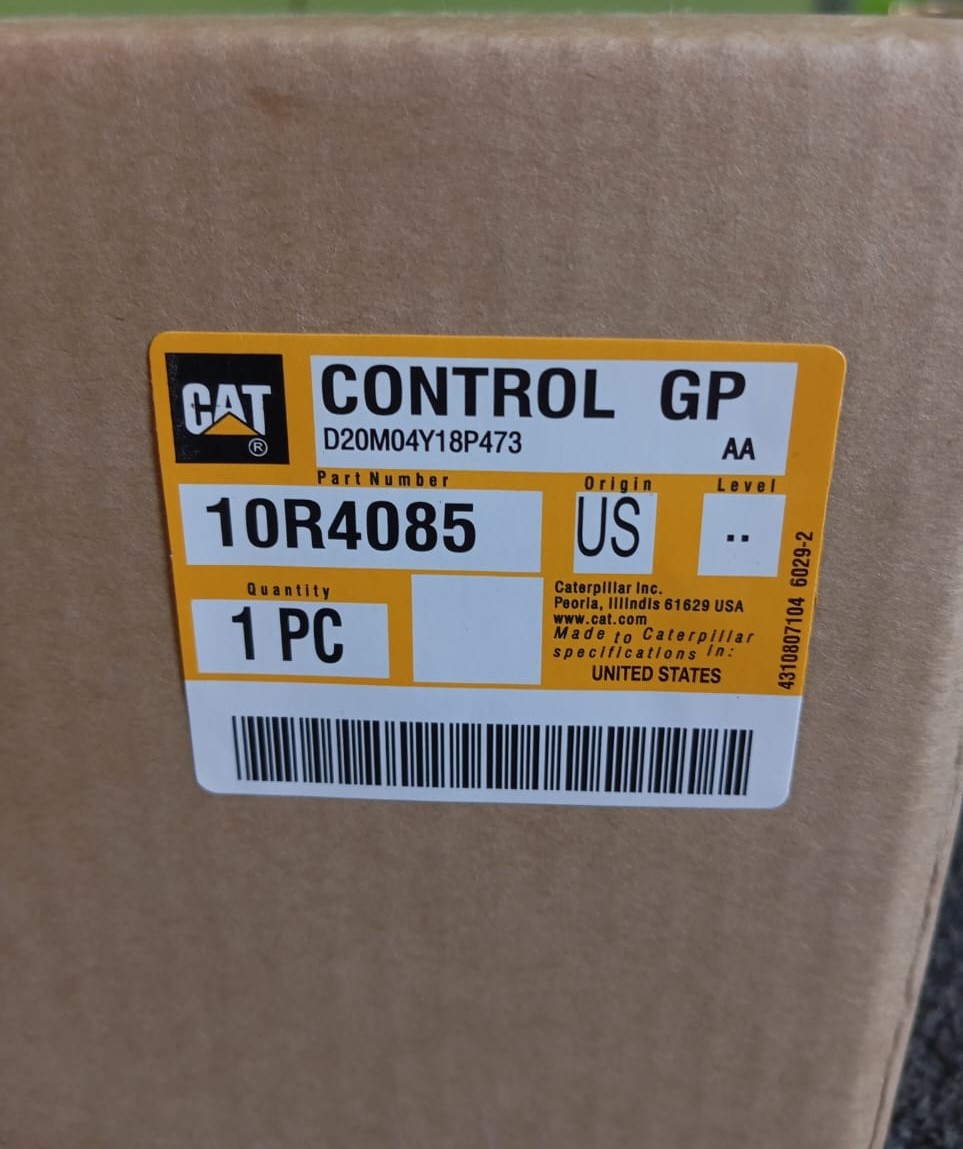 CAT
®
CONTROL GP
D20M04Y18P473 AA
Part Number Origin Level
10R4085 US ..
Quantity
1 PC
Caterpillar Inc.
Peoria, Illindis 61629 USA
www.cat.com
Made to Caterpillar
specifications in:
UNITED STATES
4310807104 6029-2